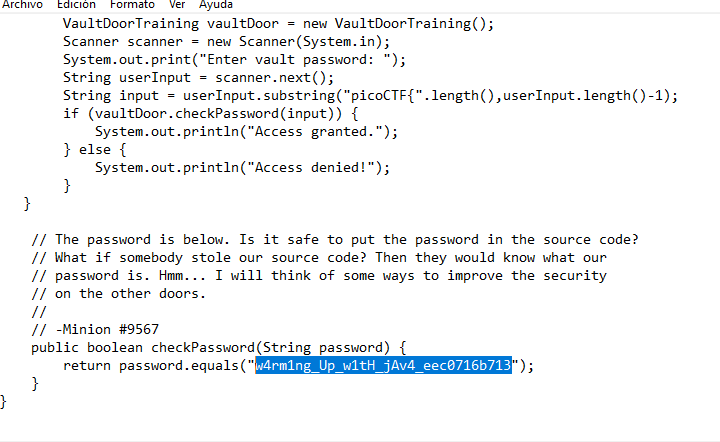 Archivo Edición Formato Ver Ayuda
VaultDoorTraining vaultDoor = new VaultDoorTraining();
Scanner scanner = new Scanner(System.in);
System.out.print("Enter vault password: ");
String userInput = scanner.next();
String input = userInput.substring("picoCTF{".length(),userInput.length()-1);
if (vaultDoor.checkPassword(input)) {
System.out.println("Access granted.");
} else {
System.out.println("Access denied!");
}
}
// The password is below. Is it safe to put the password in the source code?
// What if somebody stole our source code? Then they would know what our
// password is. Hmm... I will think of some ways to improve the security
// on the other doors.
//
// -Minion #9567
public boolean checkPassword(String password) {
return password.equals("w4rm1ng_Up_w1tH_jAv4_eec0716b713");
}
}